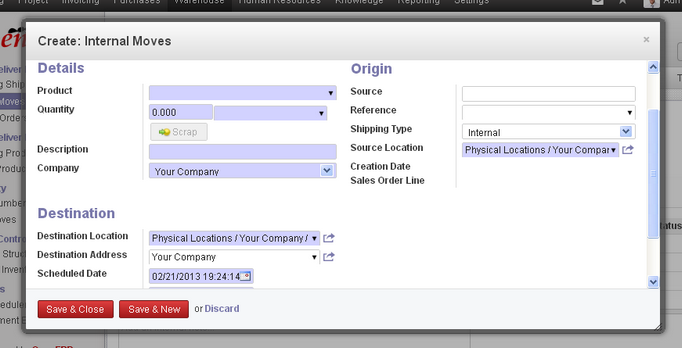 Project Invoicing Purchases Warehouse Human Resources Knowledge Reporting Settings
Create: Internal Moves
×
Details
Product
Quantity
0.000
Scrap
Description
Company
Your Company
Origin
Source
Reference
Shipping Type
Internal
Source Location
Physical Locations / Your Compar
Creation Date
Sales Order Line
Destination
Destination Location
Physical Locations / Your Company /
Destination Address
Your Company
Scheduled Date
02/21/2013 19:24:14
Save & Close
Save & New
or Discard